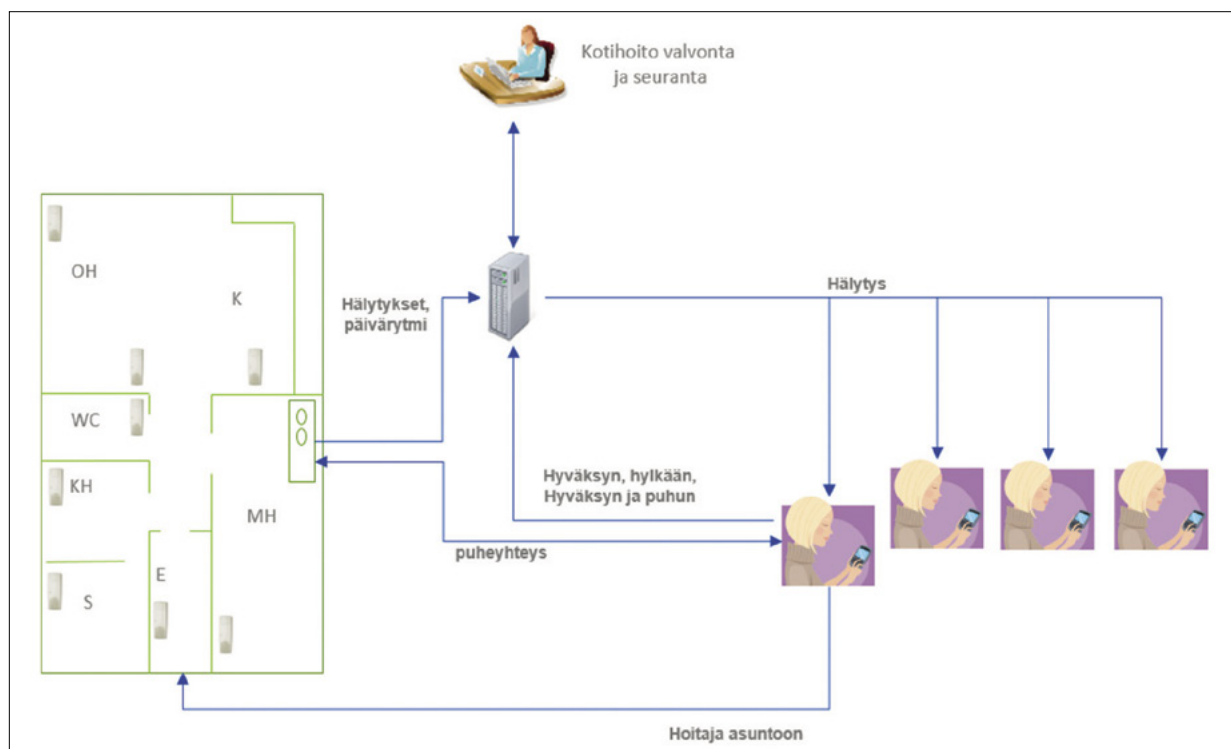 Kotihoito valvonta
ja seuranta
OH
K
Hälytykset,
päivärytmi
Hälytys
WC
KH
MH
Hyväksyn, hylkään,
Hyväksyn ja puhun
puheyhteys
E
S
Hoitaja asuntoon